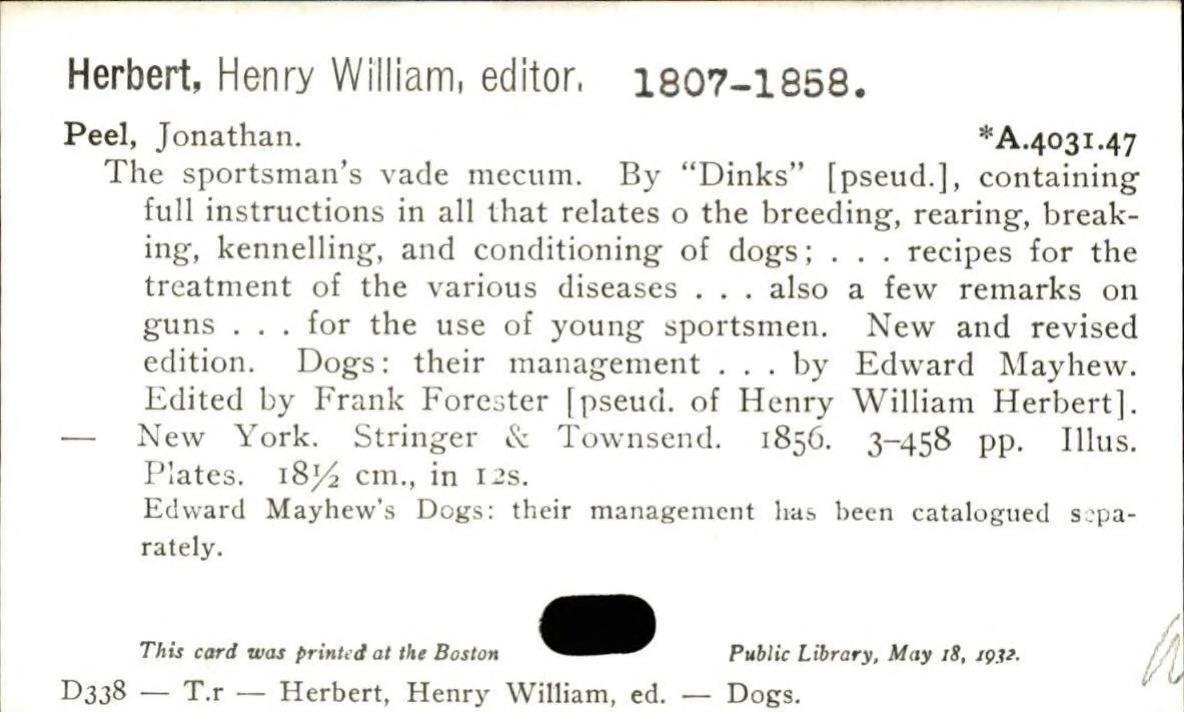 Herbert, Henry William, editor. 1807-1858.
Peel, Jonathan. *A.4031.47
The sportsman's vade mecum. By “Dinks” [pseud.], containing
full instructions in all that relates o the breeding, rearing, break-
ing, kennelling, and conditioning of dogs; . . . recipes for the
treatment of the various diseases . . . also a few remarks on
guns . . . for the use of young sportsmen. New and revised
edition. Dogs: their management . . . by Edward Mayhew.
Edited by Frank Forester [pseud. of Henry William Herbert].
— New York. Stringer & Townsend. 1856. 3–458 pp. Illus.
Plates. 18½ cm., in 12s.
Edward Mayhew's Dogs: their management has been catalogued sepa-
rately.
This card was printed at the Boston Public Library, May 18, 1932.
D338 — T.r — Herbert, Henry William, ed. — Dogs.